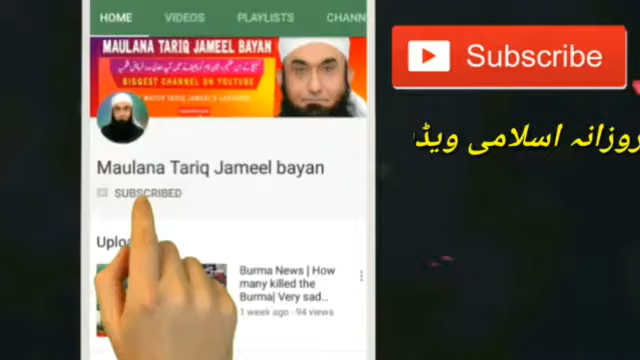 HOME VIDEOS PLAYLISTS CHANN
MAULANA TARIQ JAMEEL BAYAN
BIGGEST CHANNEL ON YOUTUBE
Maulana Tariq Jameel bayan
SUBSCRIBED
Uplo
Burma News | How
many killed the
Burma| Very sad...
1 week ago · 94 views
Subscribe
روزانہ اسلامی ویڈ